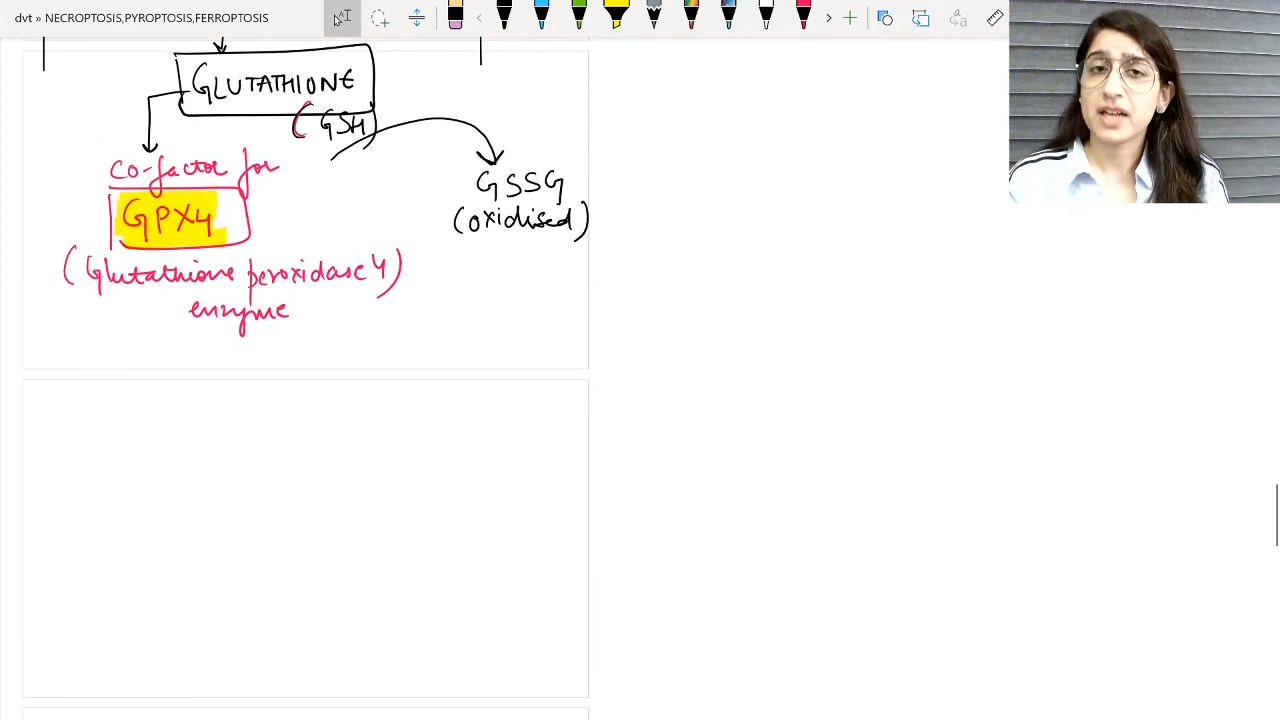 dvt » NECROPTOSIS,PYROPTOSIS,FERROPTOSIS
GLUTATHIONE
(GSH)
co-factor for
GPX4
(Glutathione peroxidase 4)
enzyme
GSSG
(oxidised)